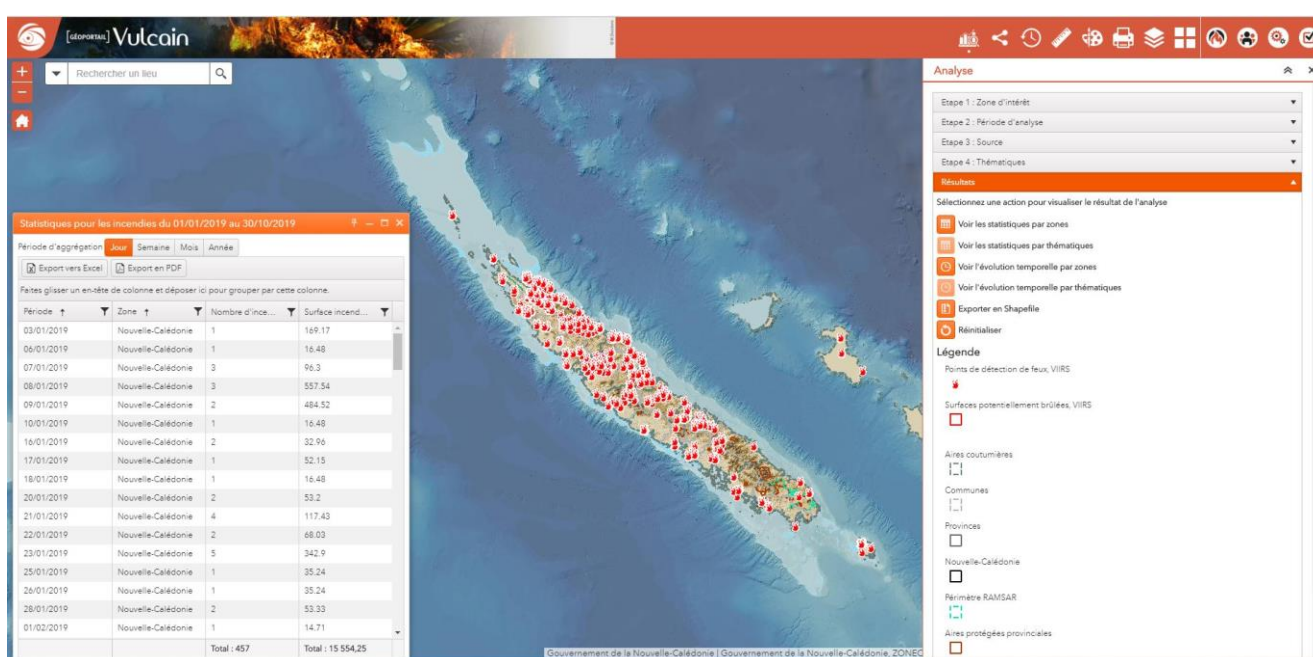 [GÉOPORTAIL] Vulcain
Rechercher un lieu
Statistiques pour les incendies du 01/01/2019 au 30/10/2019
Période d'aggrégation Jour Semaine Mois Année
Export vers Excel Export en PDF
Faites glisser un en-tête de colonne et déposer ici pour grouper par cette colonne.
Période ↑ Zone ↑ Nombre d'ince... Surface incend...
03/01/2019 Nouvelle-Calédonie 1 169.17
06/01/2019 Nouvelle-Calédonie 1 16.48
07/01/2019 Nouvelle-Calédonie 3 96.3
08/01/2019 Nouvelle-Calédonie 3 557.54
09/01/2019 Nouvelle-Calédonie 2 484.52
10/01/2019 Nouvelle-Calédonie 1 16.48
16/01/2019 Nouvelle-Calédonie 2 32.96
17/01/2019 Nouvelle-Calédonie 1 52.15
18/01/2019 Nouvelle-Calédonie 1 16.48
20/01/2019 Nouvelle-Calédonie 2 53.2
21/01/2019 Nouvelle-Calédonie 4 117.43
22/01/2019 Nouvelle-Calédonie 2 68.03
23/01/2019 Nouvelle-Calédonie 5 342.9
25/01/2019 Nouvelle-Calédonie 1 35.24
26/01/2019 Nouvelle-Calédonie 1 35.24
28/01/2019 Nouvelle-Calédonie 2 53.33
01/02/2019 Nouvelle-Calédonie 1 14.71
Total : 457 Total : 15 554,25
Gouvernement de la Nouvelle-Calédonie | Gouvernement de la Nouvelle-Calédonie, ZONEC
Analyse
Etape 1 : Zone d'intérêt
Etape 2 : Période d'analyse
Etape 3 : Source
Etape 4 : Thématiques
Résultats
Sélectionnez une action pour visualiser le résultat de l'analyse
Voir les statistiques par zones
Voir les statistiques par thématiques
Voir l'évolution temporelle par zones
Voir l'évolution temporelle par thématiques
Exporter en Shapefile
Réinitialiser
Légende
Points de détection de feux, VIIRS
Surfaces potentiellement brûlées, VIIRS
Aires coutumières
Communes
Provinces
Nouvelle-Calédonie
Périmètre RAMSAR
Aires protégées provinciales